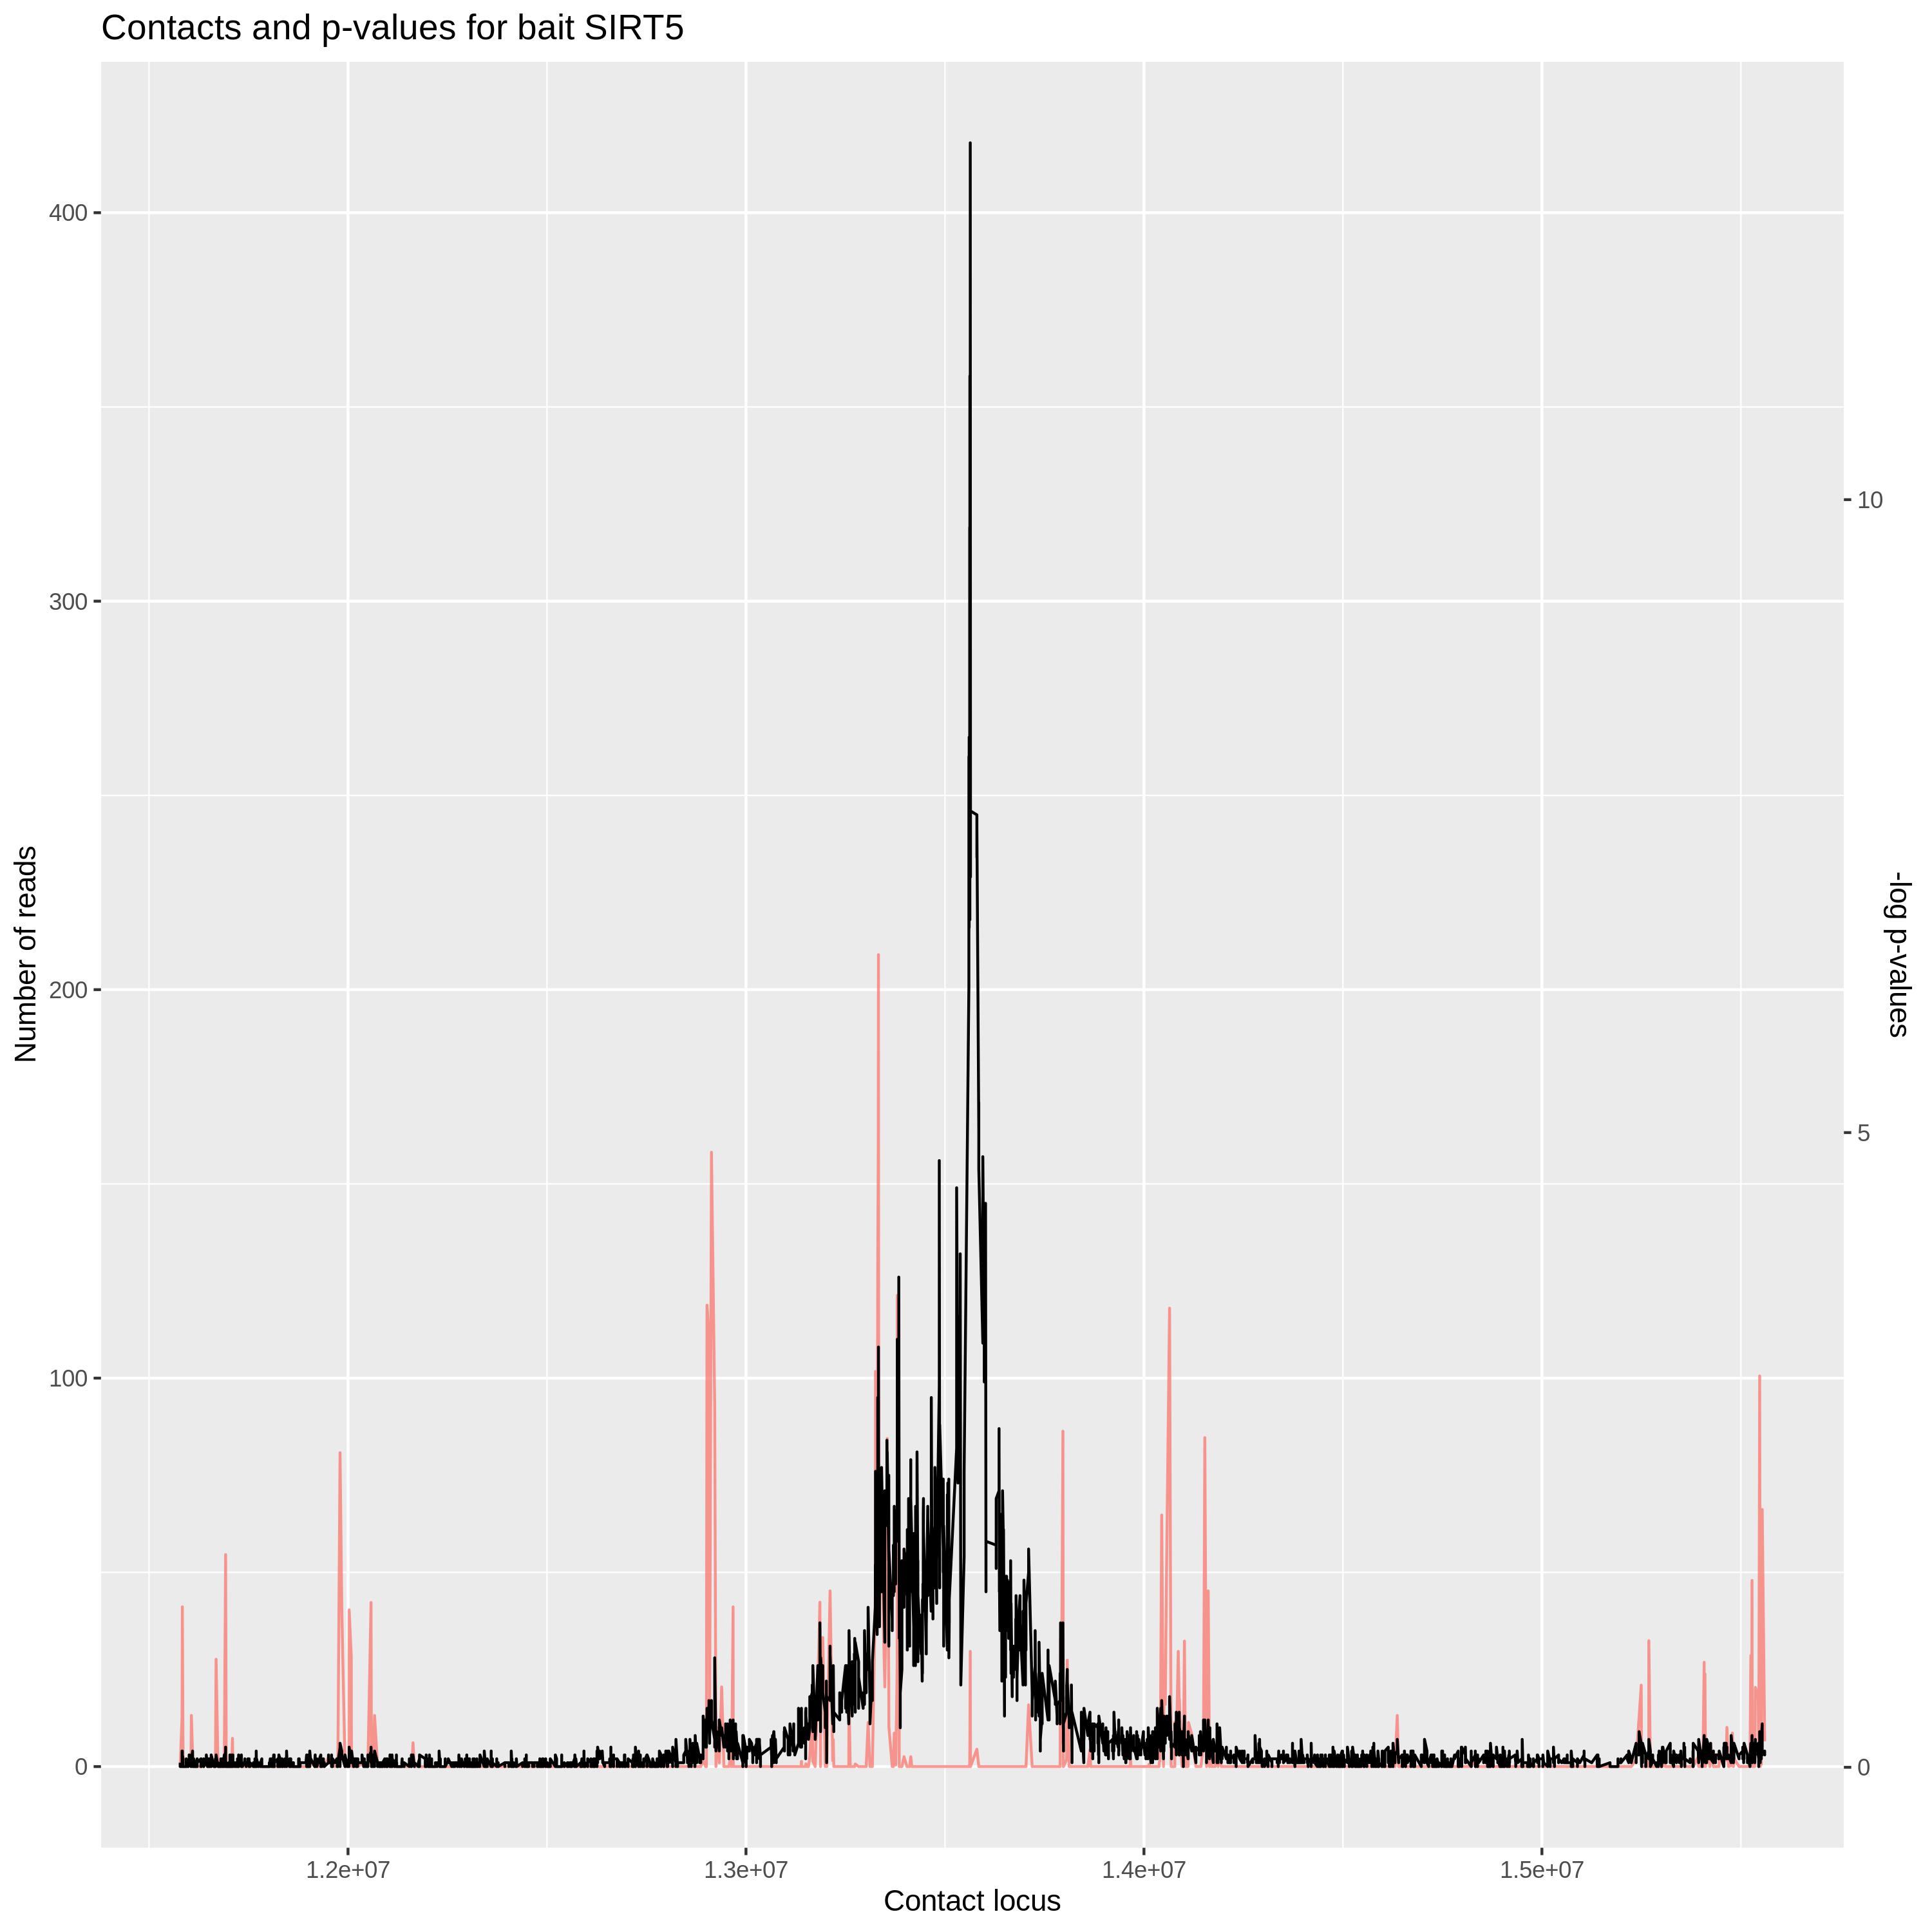 Contacts and p-values for bait SIRT5
Number of reads
400
300
200
100
0
10
5
0
-log p-values
1.2e+07 1.3e+07 1.4e+07 1.5e+07
Contact locus